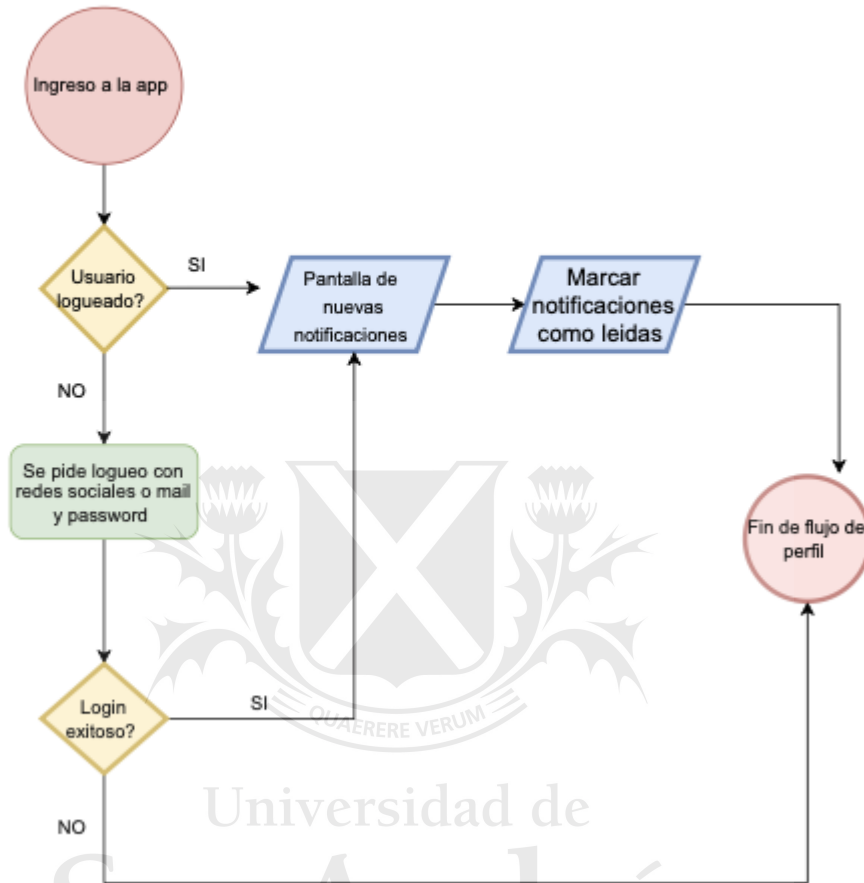 Ingreso a la app
SI
Usuario
logueado?
Pantalla de
nuevas
notificaciones
Marcar
notificaciones
como leidas
NO
Se pide logueo con
redes sociales o mail
y password
Fin de flujo de
perfil
Login
exitoso?
SI
QUAERERE VERUM
Universidad de
NO